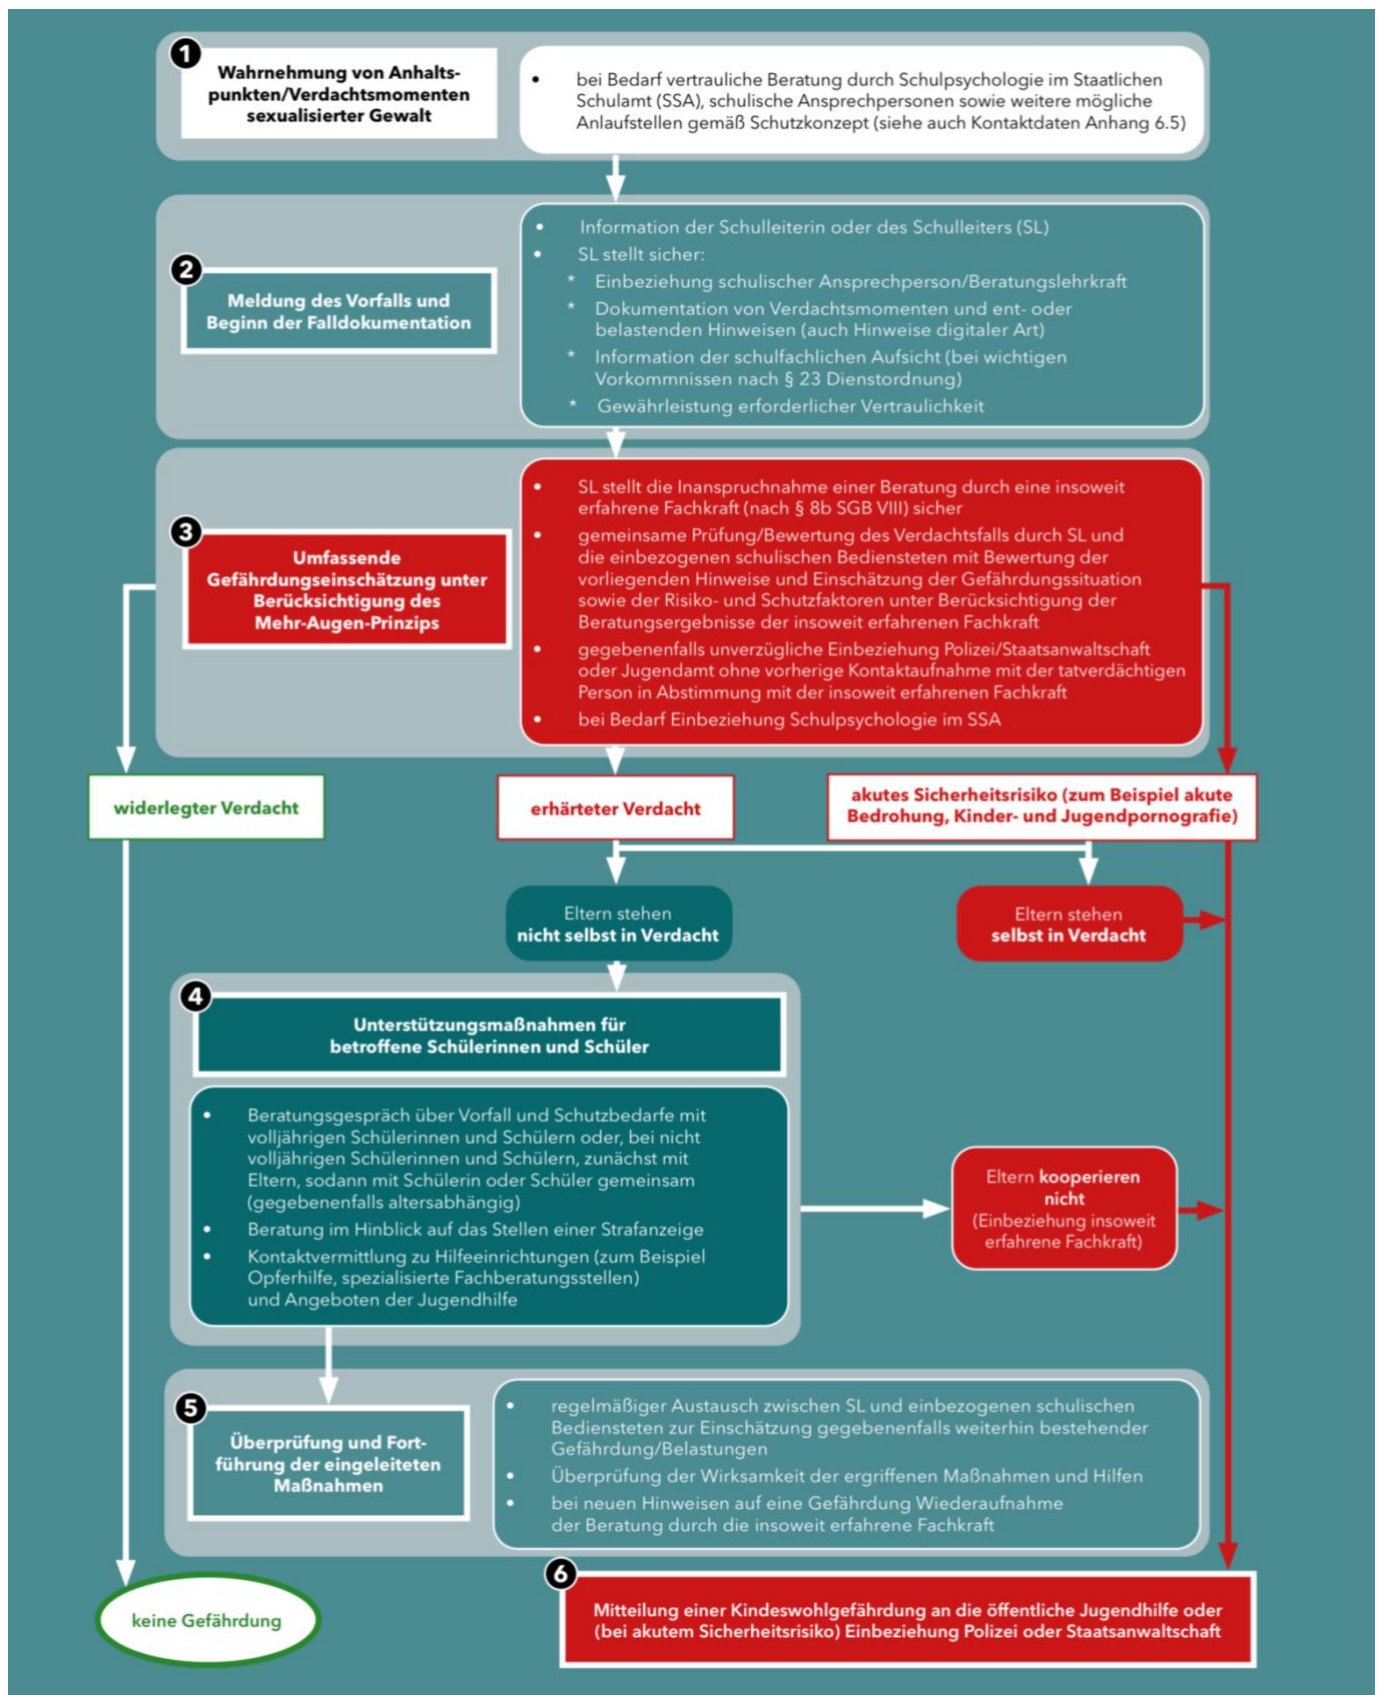 1
Wahrnehmung von Anhalts-
punkten/Verdachtsmomenten
sexualisierter Gewalt
• bei Bedarf vertrauliche Beratung durch Schulpsychologie im Staatlichen
Schulamt (SSA), schulische Ansprechpersonen sowie weitere mögliche
Anlaufstellen gemäß Schutzkonzept (siehe auch Kontaktdaten Anhang 6.5)
2
Meldung des Vorfalls und
Beginn der Falldokumentation
• Information der Schulleiterin oder des Schulleiters (SL)
• SL stellt sicher:
* Einbeziehung schulischer Ansprechperson/Beratungslehrkraft
* Dokumentation von Verdachtsmomenten und ent- oder
belastenden Hinweisen (auch Hinweise digitaler Art)
* Information der schulfachlichen Aufsicht (bei wichtigen
Vorkommnissen nach § 23 Dienstordnung)
* Gewährleistung erforderlicher Vertraulichkeit
3
Umfassende
Gefährdungseinschätzung unter
Berücksichtigung des
Mehr-Augen-Prinzips
• SL stellt die Inanspruchnahme einer Beratung durch eine insoweit
erfahrene Fachkraft (nach § 8b SGB VIII) sicher
• gemeinsame Prüfung/Bewertung des Verdachtsfalls durch SL und
die einbezogenen schulischen Bediensteten mit Bewertung der
vorliegenden Hinweise und Einschätzung der Gefährdungssituation
sowie der Risiko- und Schutzfaktoren unter Berücksichtigung der
Beratungsergebnisse der insoweit erfahrenen Fachkraft
• gegebenenfalls unverzügliche Einbeziehung Polizei/Staatsanwaltschaft
oder Jugendamt ohne vorherige Kontaktaufnahme mit der tatverdächtigen
Person in Abstimmung mit der insoweit erfahrenen Fachkraft
• bei Bedarf Einbeziehung Schulpsychologie im SSA
widerlegter Verdacht
erhärteter Verdacht
akutes Sicherheitsrisiko (zum Beispiel akute
Bedrohung, Kinder- und Jugendpornografie)
Eltern stehen
nicht selbst in Verdacht
Eltern stehen
selbst in Verdacht
4
Unterstützungsmaßnahmen für
betroffene Schülerinnen und Schüler
• Beratungsgespräch über Vorfall und Schutzbedarfe mit
volljährigen Schülerinnen und Schülern oder, bei nicht
volljährigen Schülerinnen und Schülern, zunächst mit
Eltern, sodann mit Schülerin oder Schüler gemeinsam
(gegebenenfalls altersabhängig)
• Beratung im Hinblick auf das Stellen einer Strafanzeige
• Kontaktvermittlung zu Hilfeeinrichtungen (zum Beispiel
Opferhilfe, spezialisierte Fachberatungsstellen)
und Angeboten der Jugendhilfe
Eltern kooperieren
nicht
(Einbeziehung insoweit
erfahrene Fachkraft)
5
Überprüfung und Fort-
führung der eingeleiteten
Maßnahmen
• regelmäßiger Austausch zwischen SL und einbezogenen schulischen
Bediensteten zur Einschätzung gegebenenfalls weiterhin bestehender
Gefährdung/Belastungen
• Überprüfung der Wirksamkeit der ergriffenen Maßnahmen und Hilfen
• bei neuen Hinweisen auf eine Gefährdung Wiederaufnahme
der Beratung durch die insoweit erfahrene Fachkraft
keine Gefährdung
6
Mitteilung einer Kindeswohlgefährdung an die öffentliche Jugendhilfe oder
(bei akutem Sicherheitsrisiko) Einbeziehung Polizei oder Staatsanwaltschaft